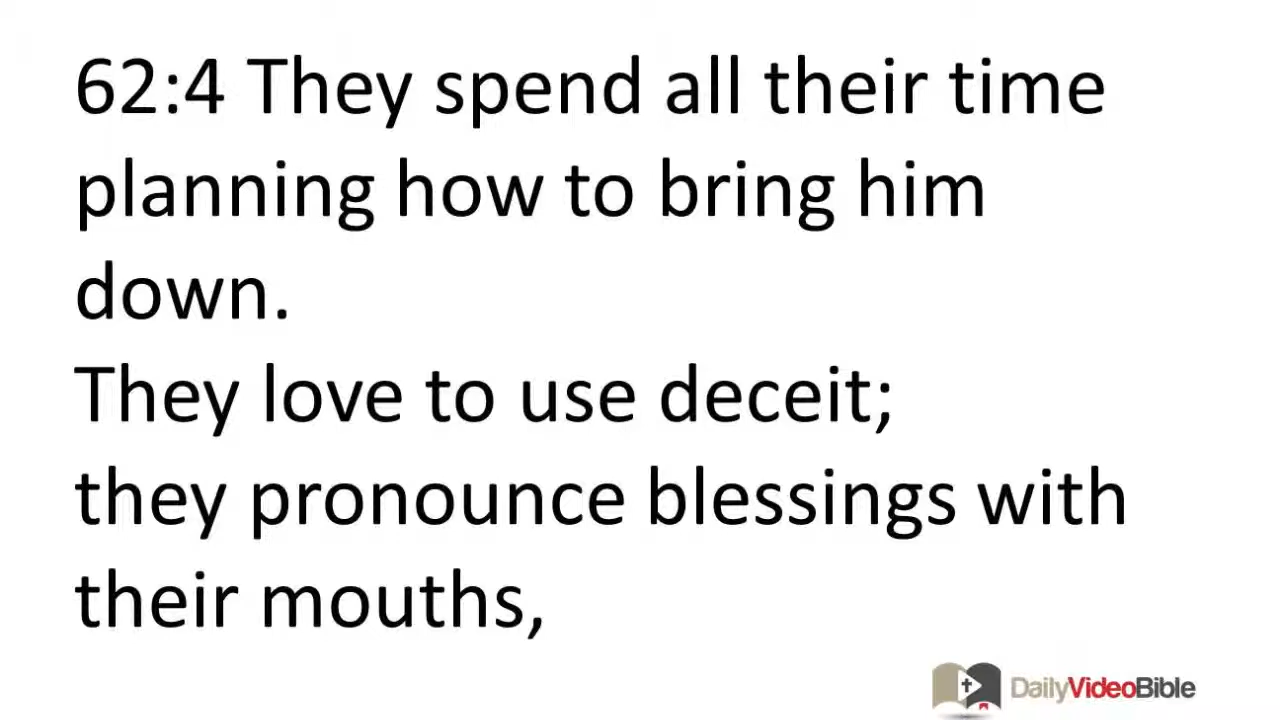 62:4 They spend all their time
planning how to bring him
down.
They love to use deceit;
they pronounce blessings with
their mouths,
DailyVideoBible